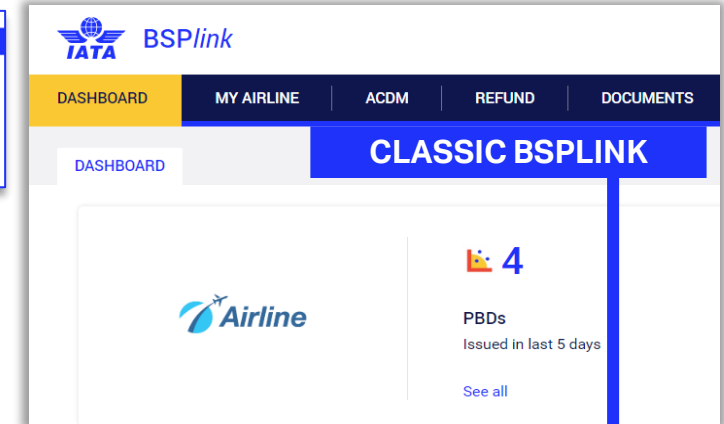 IATA
BSPlink
DASHBOARD
MY AIRLINE
ACDM
REFUND
DOCUMENTS
DASHBOARD
CLASSIC BSPLINK
Airline
4
PBDs
Issued in last 5 days
See all